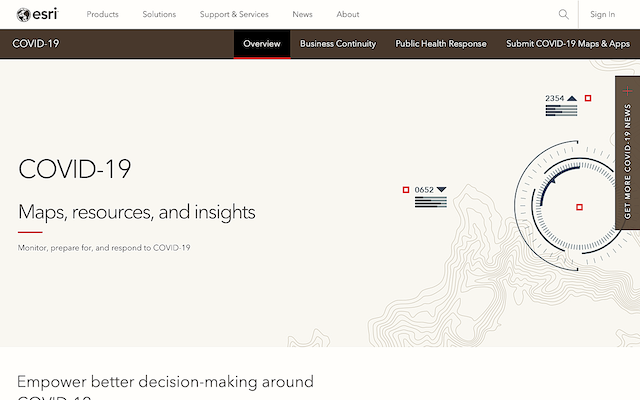 esri
Products
Solutions
Support & Services
News
About
Sign In
COVID-19
Overview
Business Continuity
Public Health Response
Submit COVID-19 Maps & Apps
2354
GET MORE COVID-19 NEWS
COVID-19
0652
Maps, resources, and insights
Monitor, prepare for, and respond to COVID-19
Empower better decision-making around
COVID-19